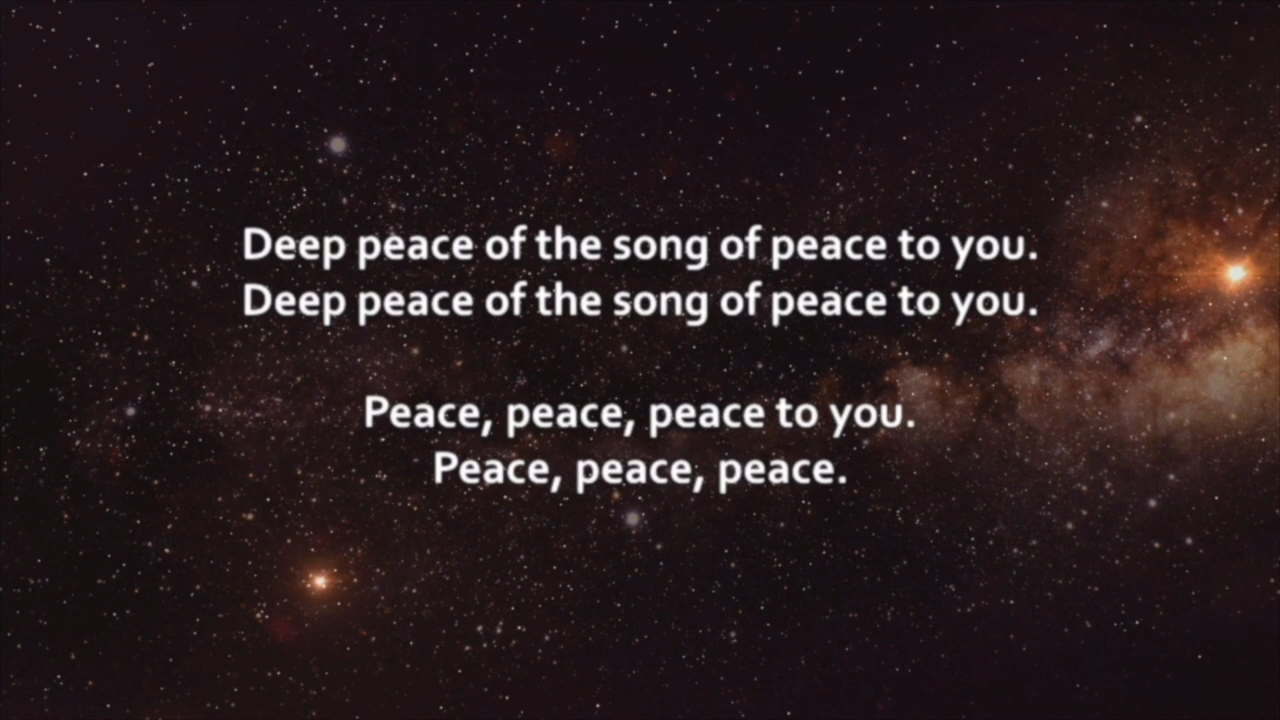 Deep peace of the song of peace to you.
Deep peace of the song of peace to you.
Peace, peace, peace to you.
Peace, peace, peace.